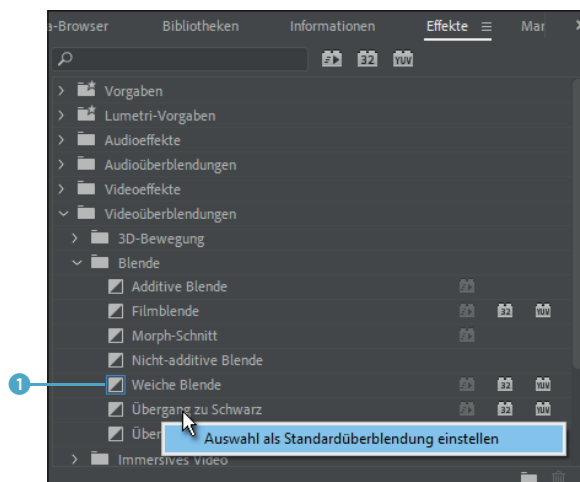 a-Browser Bibliotheken Informationen Effekte Mar
32 YUV
Vorgaben
Lumetri-Vorgaben
Audioeffekte
Audioüberblendungen
Videoeffekte
Videoüberblendungen
3D-Bewegung
Blende
Additive Blende
Filmblende 32 YUV
Morph-Schnitt
Nicht-additive Blende
1 Weiche Blende 32 YUV
Übergang zu Schwarz 32 YUV
Über
Auswahl als Standardüberblendung einstellen
Immersives Video